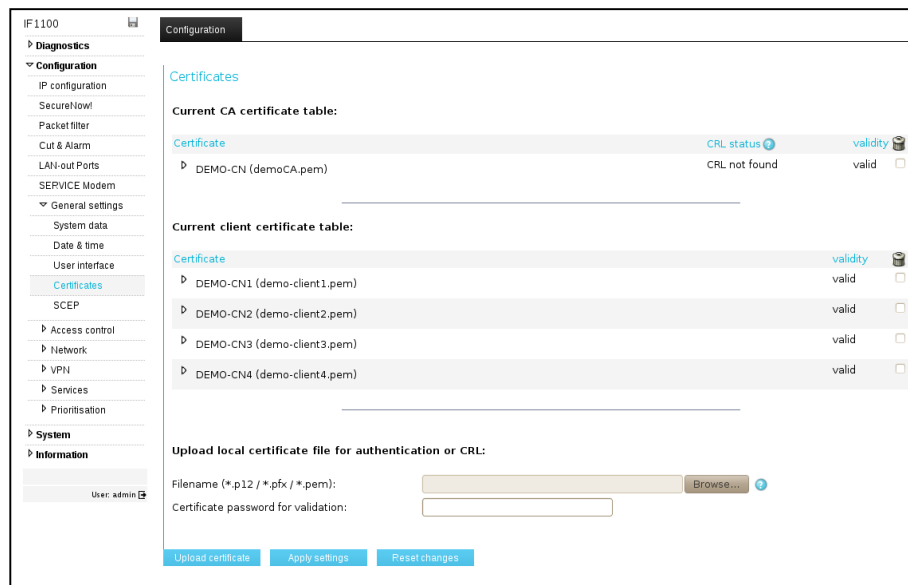 IF1100
Diagnostics
Configuration
IP configuration
SecureNow!
Packet filter
Cut & Alarm
LAN-out Ports
SERVICE Modem
General settings
System data
Date & time
User interface
Certificates
SCEP
Access control
Network
VPN
Services
Prioritisation
System
Information
User: admin
Configuration
Certificates
Current CA certificate table:
Certificate CRL status ? validity
DEMO-CN (demoCA.pem) CRL not found valid
Current client certificate table:
Certificate validity
DEMO-CN1 (demo-client1.pem) valid
DEMO-CN2 (demo-client2.pem) valid
DEMO-CN3 (demo-client3.pem) valid
DEMO-CN4 (demo-client4.pem) valid
Upload local certificate file for authentication or CRL:
Filename (*.p12 / *.pfx / *.pem): Browse... ?
Certificate password for validation:
Upload certificate Apply settings Reset changes